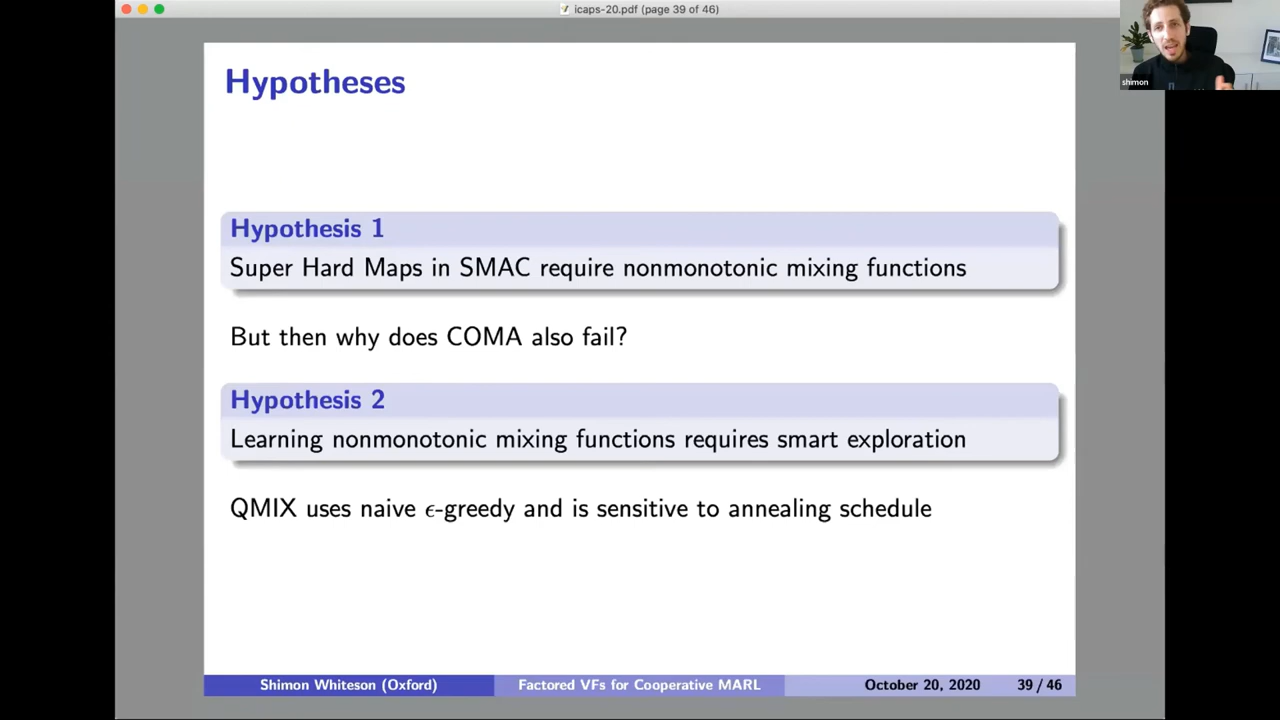 icaps-20.pdf (page 39 of 46)
shimon
Hypotheses
Hypothesis 1
Super Hard Maps in SMAC require nonmonotonic mixing functions
But then why does COMA also fail?
Hypothesis 2
Learning nonmonotonic mixing functions requires smart exploration
QMIX uses naive ϵ-greedy and is sensitive to annealing schedule
Shimon Whiteson (Oxford) Factored VFs for Cooperative MARL October 20, 2020 39 / 46